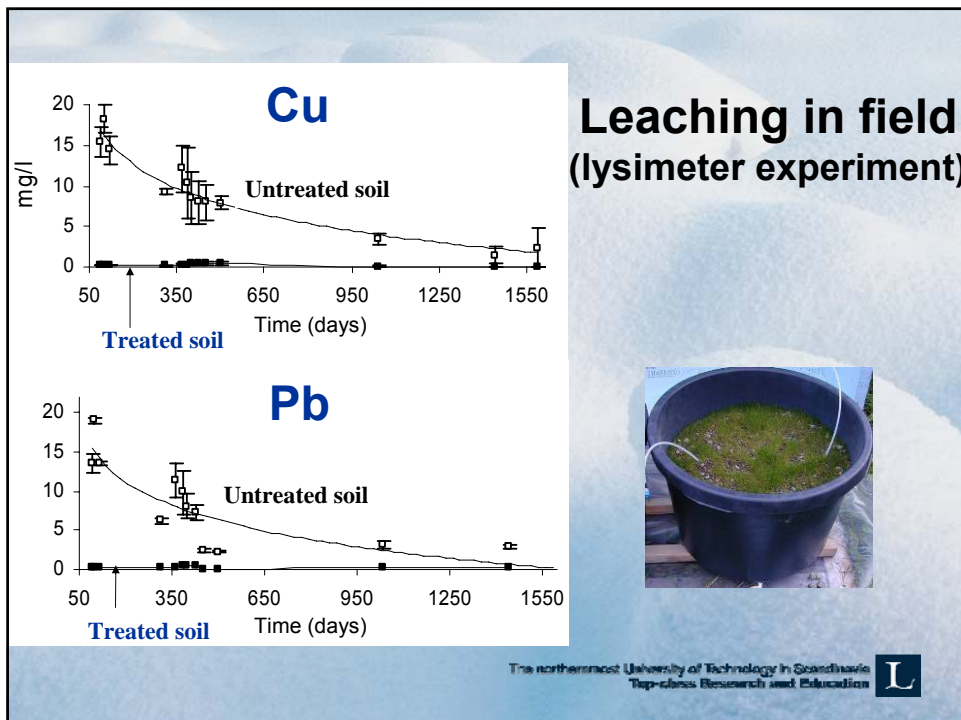 Cu
Leaching in field
(lysimeter experiment)
mg/l
20
15
10
5
0
Untreated soil
50 350 650 950 1250 1550
Time (days)
Treated soil
Pb
20
15
10
5
0
Untreated soil
50 350 650 950 1250 1550
Time (days)
Treated soil
The northernmost University of Technology in Scandinavia
Top-class Research and Education
L